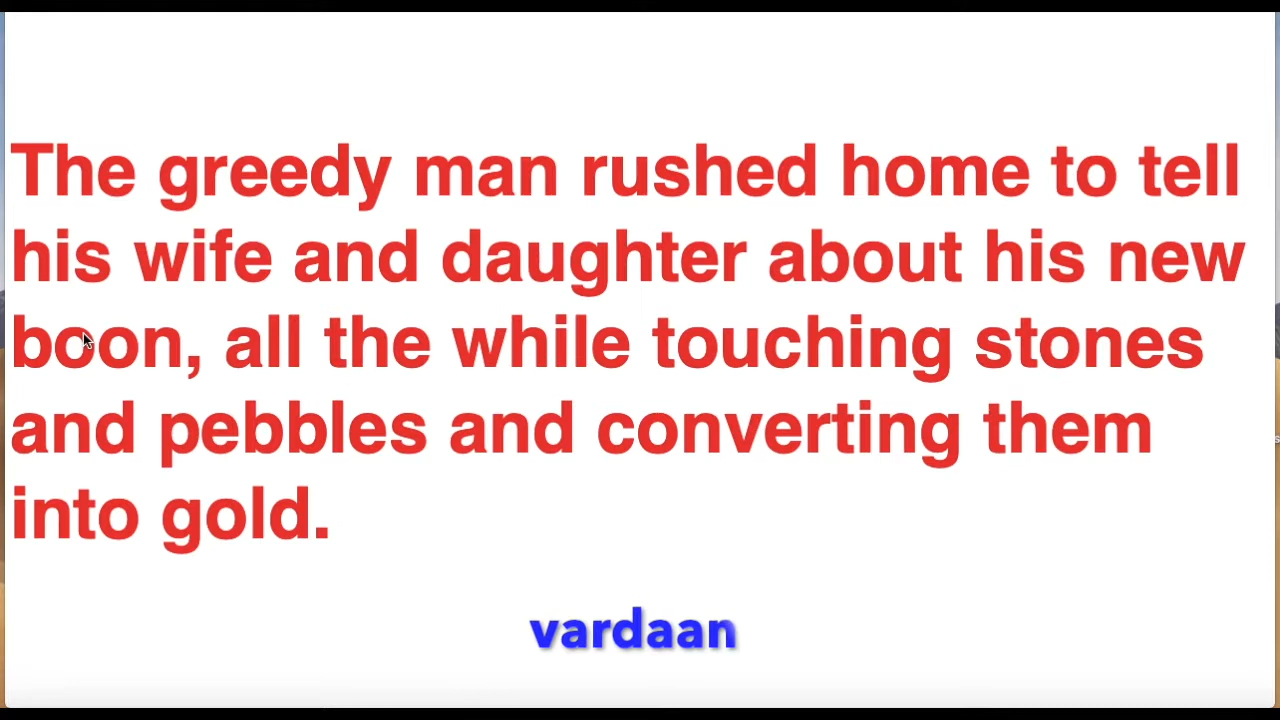 The greedy man rushed home to tell
his wife and daughter about his new
boon, all the while touching stones
and pebbles and converting them
into gold.
vardaan